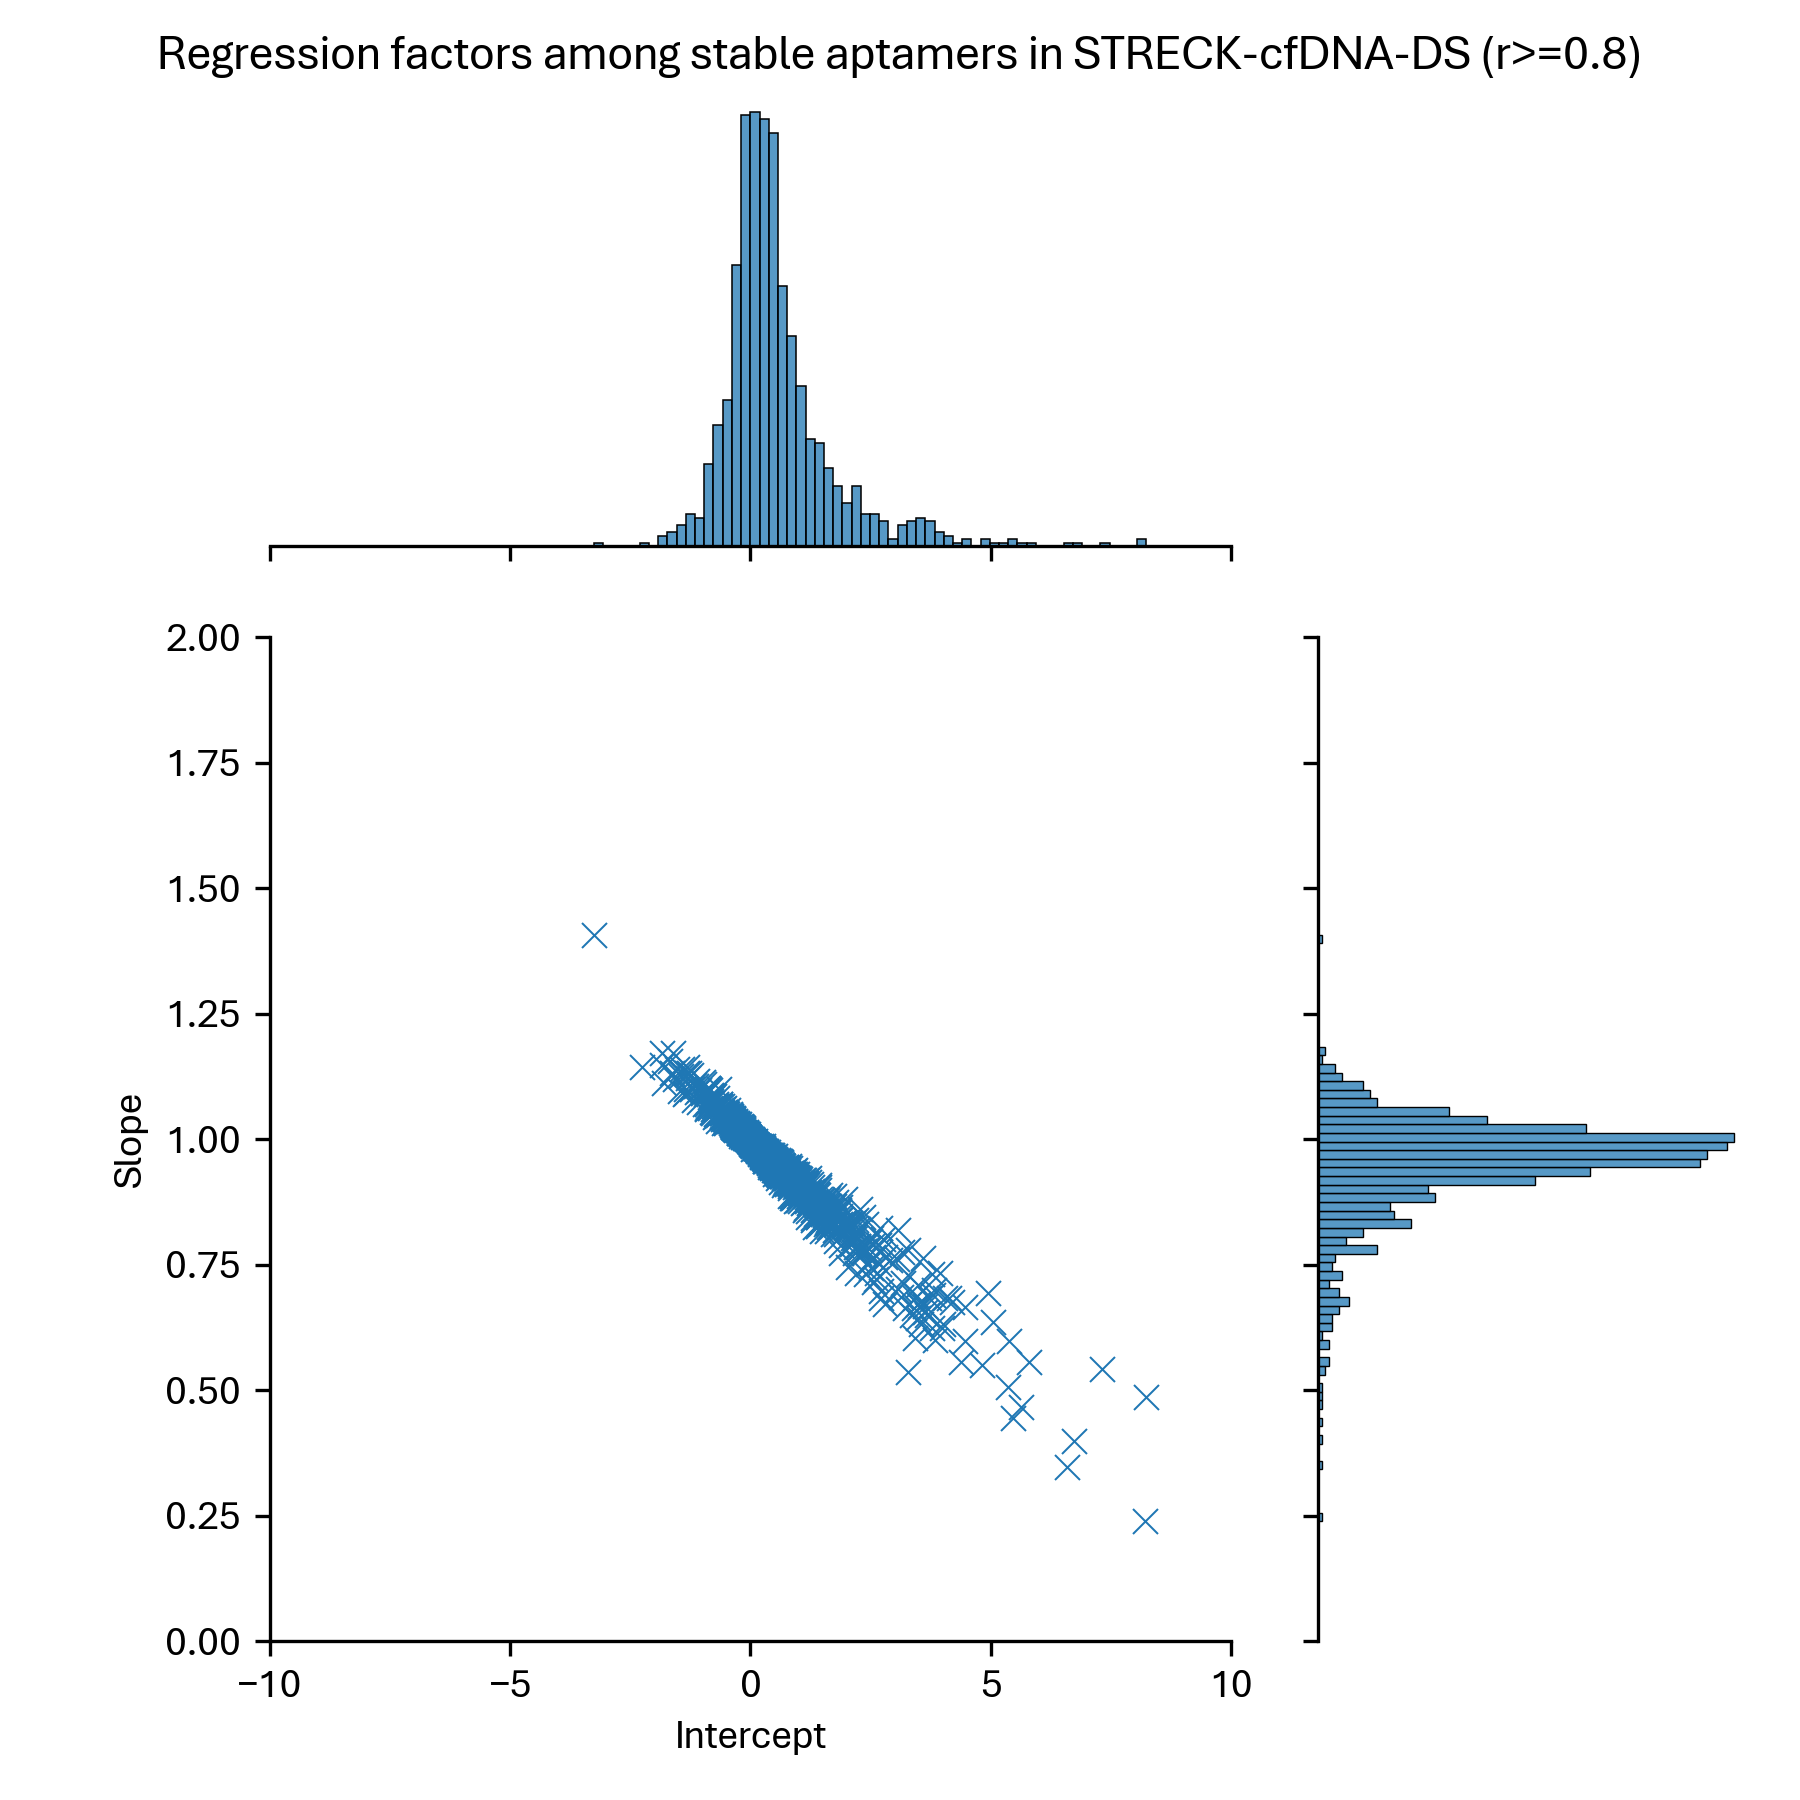 Regression factors among stable aptamers in STRECK-cfDNA-DS (r>=0.8)
2.00
1.75
1.50
1.25
1.00
0.75
0.50
0.25
0.00
Slope
−10 −5 0 5 10
Intercept